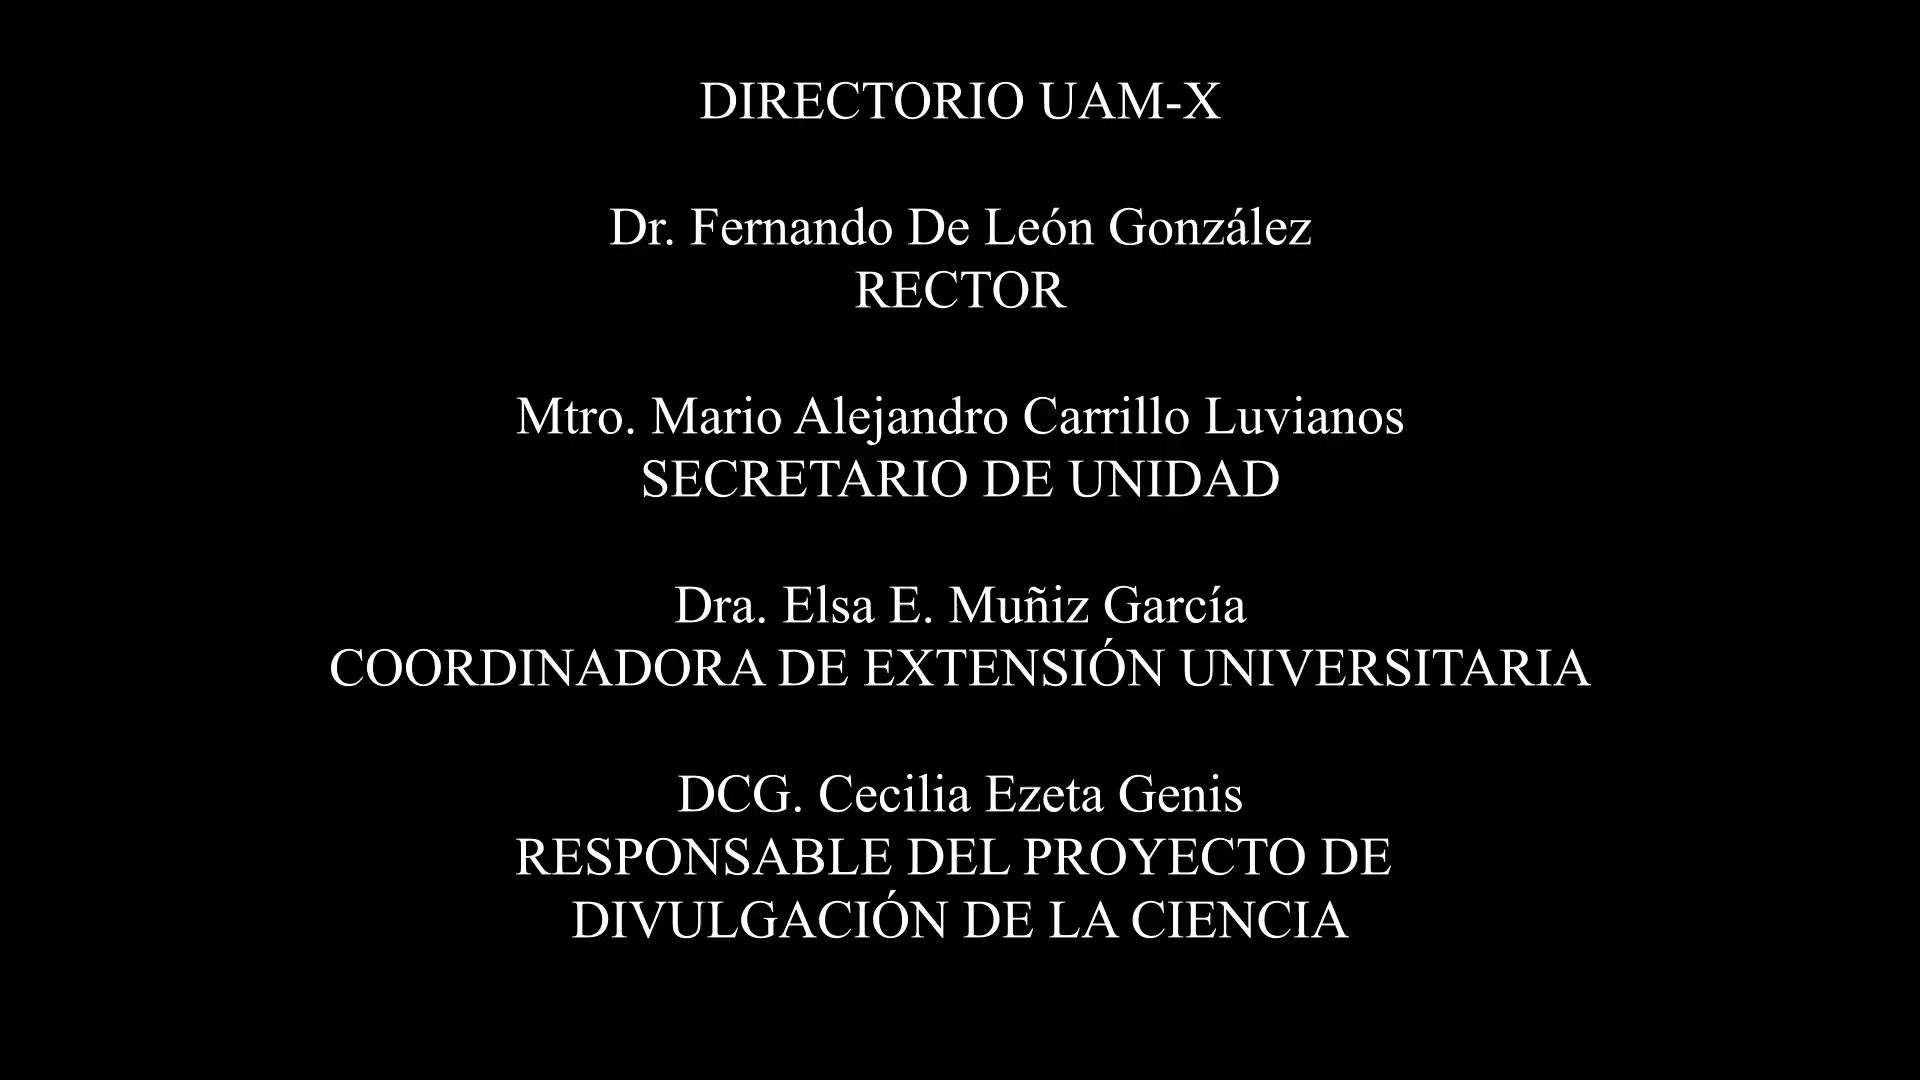 DIRECTORIO UAM-X
Dr. Fernando De León González
RECTOR
Mtro. Mario Alejandro Carrillo Luvianos
SECRETARIO DE UNIDAD
Dra. Elsa E. Muñiz García
COORDINADORA DE EXTENSIÓN UNIVERSITARIA
DCG. Cecilia Ezeta Genis
RESPONSABLE DEL PROYECTO DE
DIVULGACIÓN DE LA CIENCIA